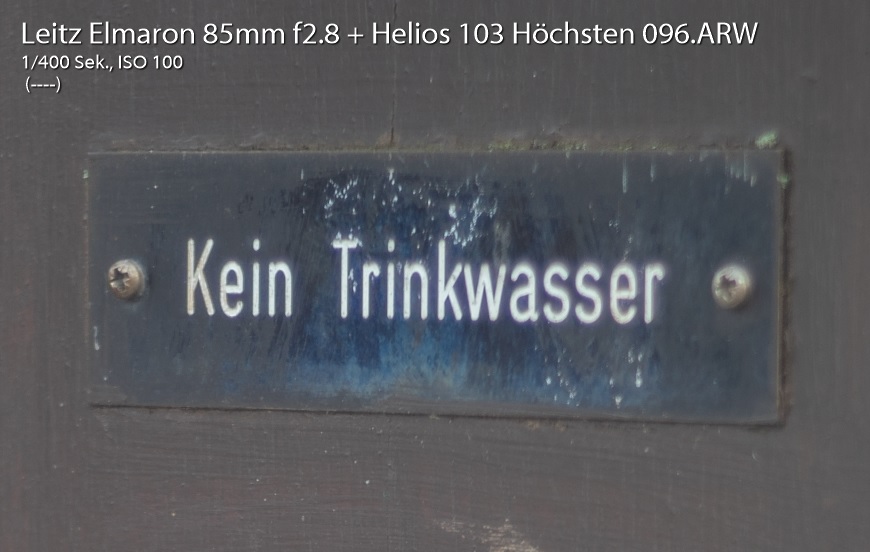 Leitz Elmaron 85mm f2.8 + Helios 103 Höchsten 096.ARW
1/400 Sek., ISO 100
(----)
Kein Trinkwasser